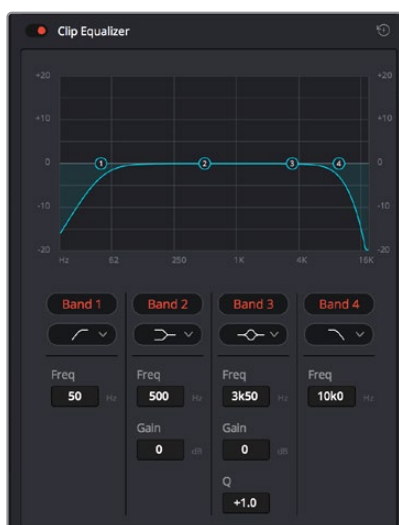 Clip Equalizer
+20 +20
+10 +10
0 1 2 3 4 0
-10 -10
-20 -20
Hz 62 250 1K 4K 16K
Band 1 Band 2 Band 3 Band 4
Freq Freq Freq Freq
50 Hz 500 Hz 3k50 Hz 10k0 Hz
Gain Gain
0 dB 0 dB
Q
+1.0